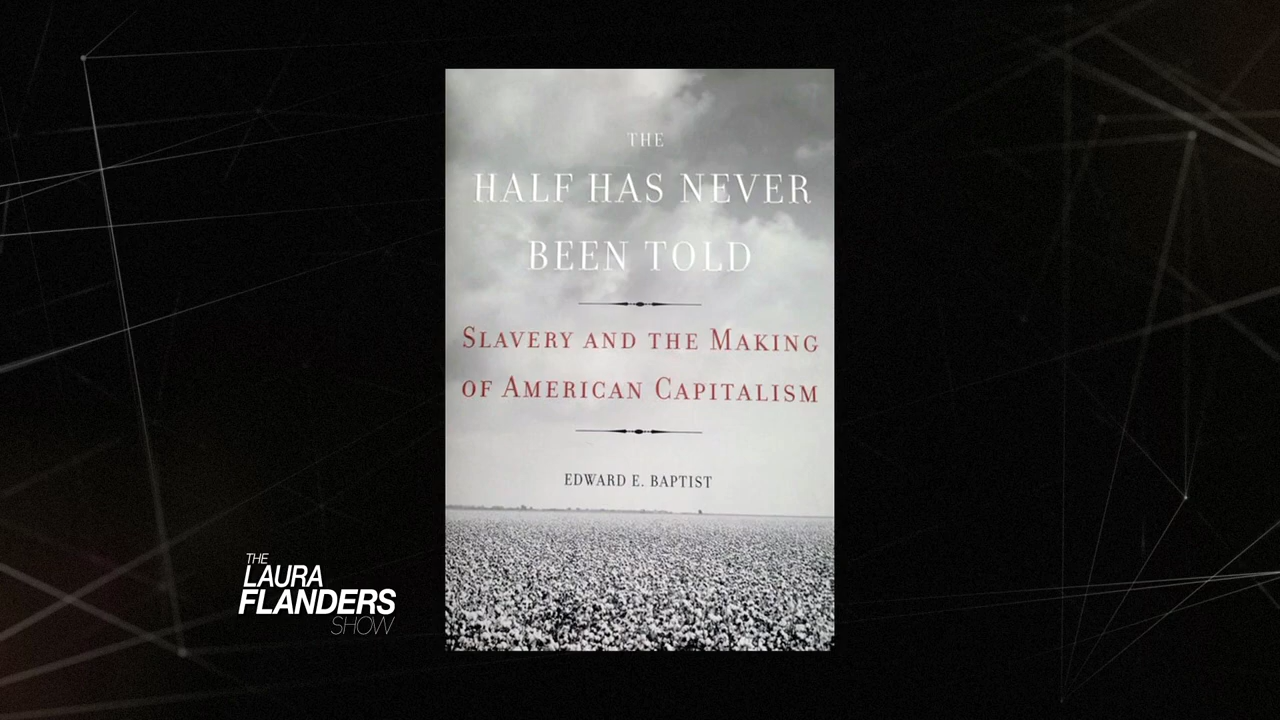 THE
HALF HAS NEVER
BEEN TOLD
SLAVERY AND THE MAKING
OF AMERICAN CAPITALISM
EDWARD E. BAPTIST
THE
LAURA
FLANDERS
SHOW